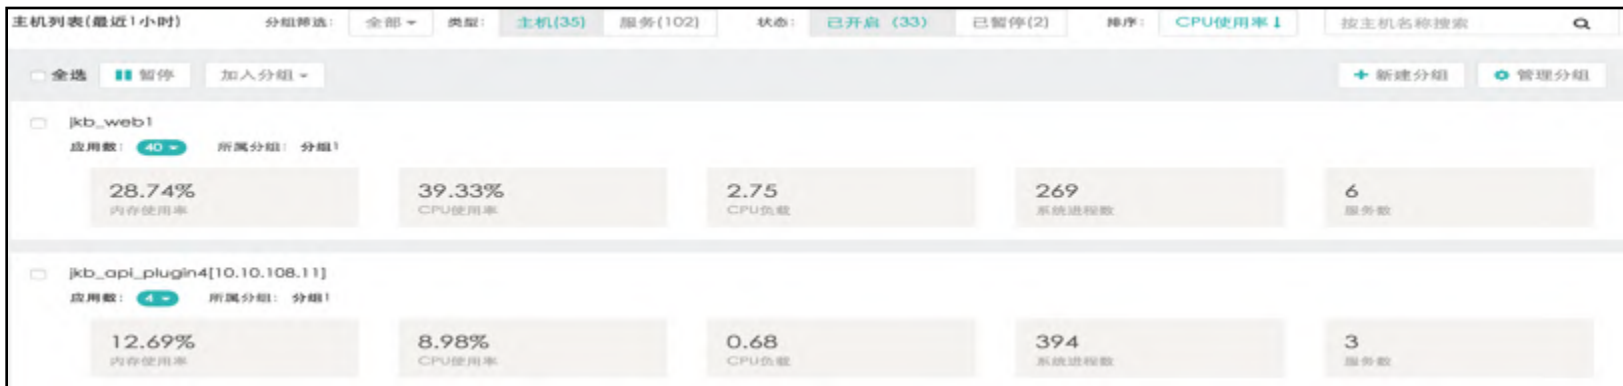 主机列表(最近1小时) 分组筛选: 全部 类型: 主机(35) 服务(102) 状态: 已开启 (33) 已暂停(2) 排序: CPU使用率↓ 按主机名称搜索
全选 暂停 加入分组 新建分组 管理分组
jkb_web1
应用数: 40 所属分组: 分组1
28.74% 39.33% 2.75 269 6
内存使用率 CPU使用率 CPU负载 系统进程数 服务数
jkb_api_plugin4[10.10.108.11]
应用数: 4 所属分组: 分组1
12.69% 8.98% 0.68 394 3
内存使用率 CPU使用率 CPU负载 系统进程数 服务数